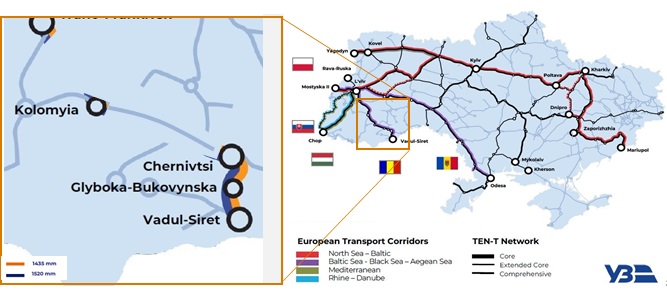 Kolomyia
Chernivtsi
Glyboka-Bukovynska
Vadul-Siret
1435 mm
1520 mm
Yagodyn
Kovel
Rava-Ruska
L'viv
Mostyska II
Chop
Vadul-Siret
Kyiv
Poltava
Kharkiv
Dnipro
Zaporizhzhia
Mariupol
Mykolaiv
Kherson
Odesa
European Transport Corridors
North Sea – Baltic
Baltic Sea - Black Sea – Aegean Sea
Mediterranean
Rhine – Danube
TEN-T Network
Core
Extended Core
Comprehensive
УЗ